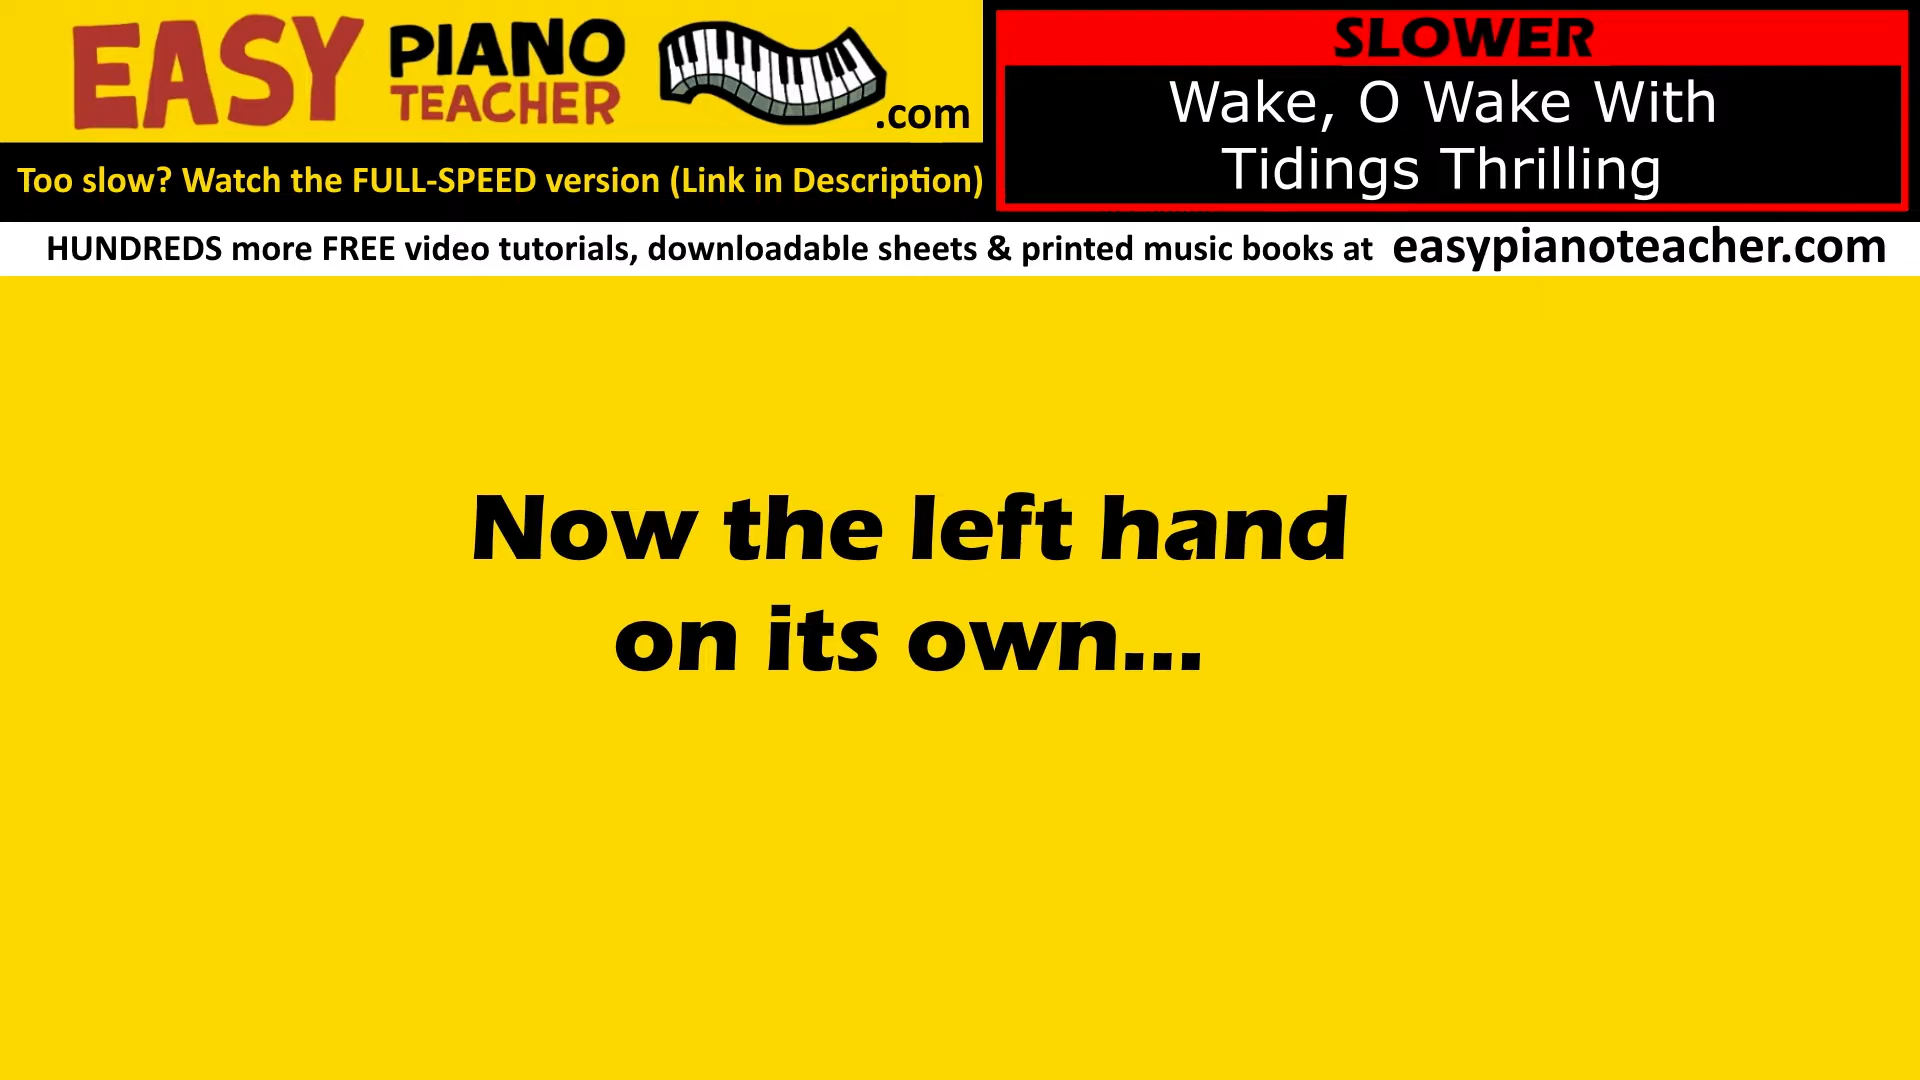 EASY PIANO TEACHER .com
SLOWER
Wake, O Wake With
Tidings Thrilling
Too slow? Watch the FULL-SPEED version (Link in Description)
HUNDREDS more FREE video tutorials, downloadable sheets & printed music books at easypianoteacher.com
Now the left hand
on its own...